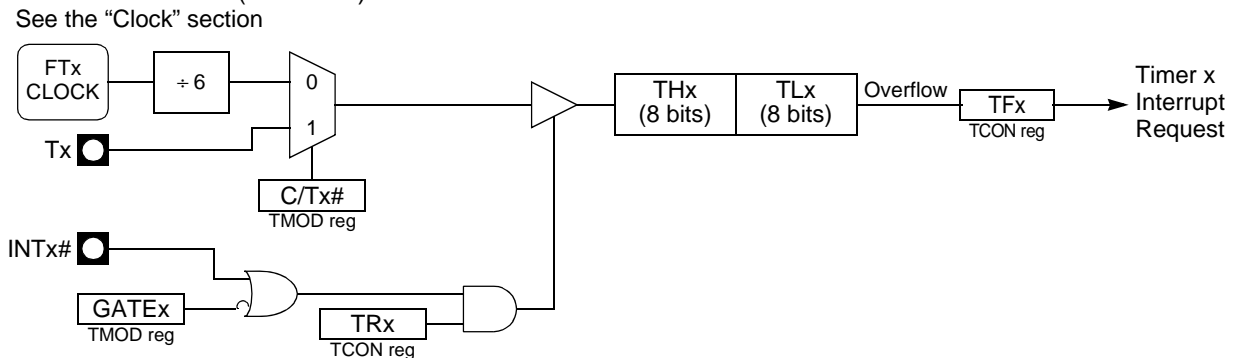 See the “Clock” section
FTx
CLOCK
÷ 6
0
1
Tx
C/Tx#
TMOD reg
THx
(8 bits)
TLx
(8 bits)
Overflow
TFx
TCON reg
Timer x
Interrupt
Request
INTx#
GATEx
TMOD reg
TRx
TCON reg